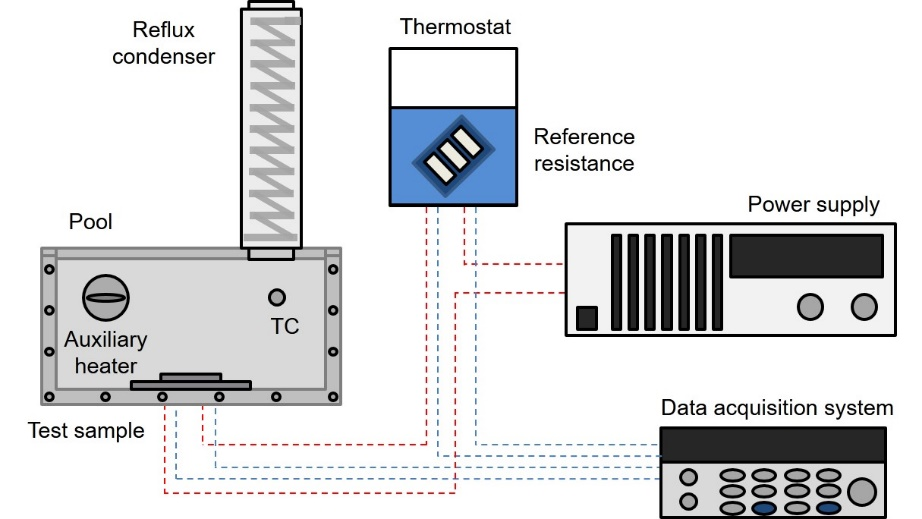 Reflux
condenser
Thermostat
Reference
resistance
Power supply
Pool
TC
Auxiliary
heater
Test sample
Data acquisition system